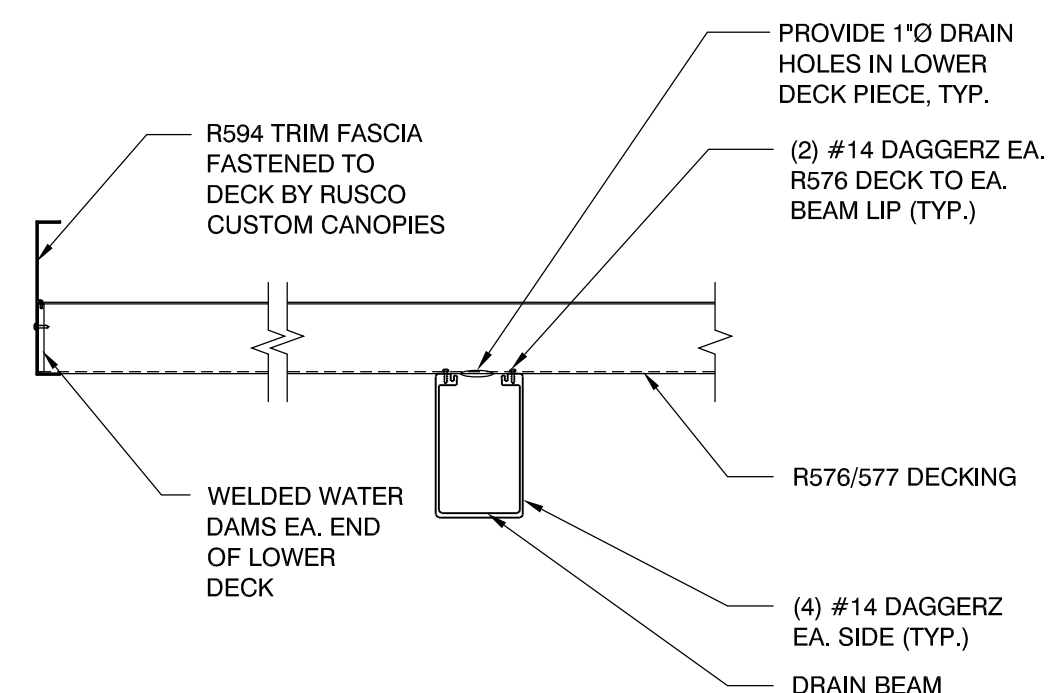 PROVIDE 1"Ø DRAIN
HOLES IN LOWER
DECK PIECE, TYP.
R594 TRIM FASCIA
FASTENED TO
DECK BY RUSCO
CUSTOM CANOPIES
(2) #14 DAGGERZ EA.
R576 DECK TO EA.
BEAM LIP (TYP.)
R576/577 DECKING
WELDED WATER
DAMS EA. END
OF LOWER
DECK
(4) #14 DAGGERZ
EA. SIDE (TYP.)
DRAIN BEAM